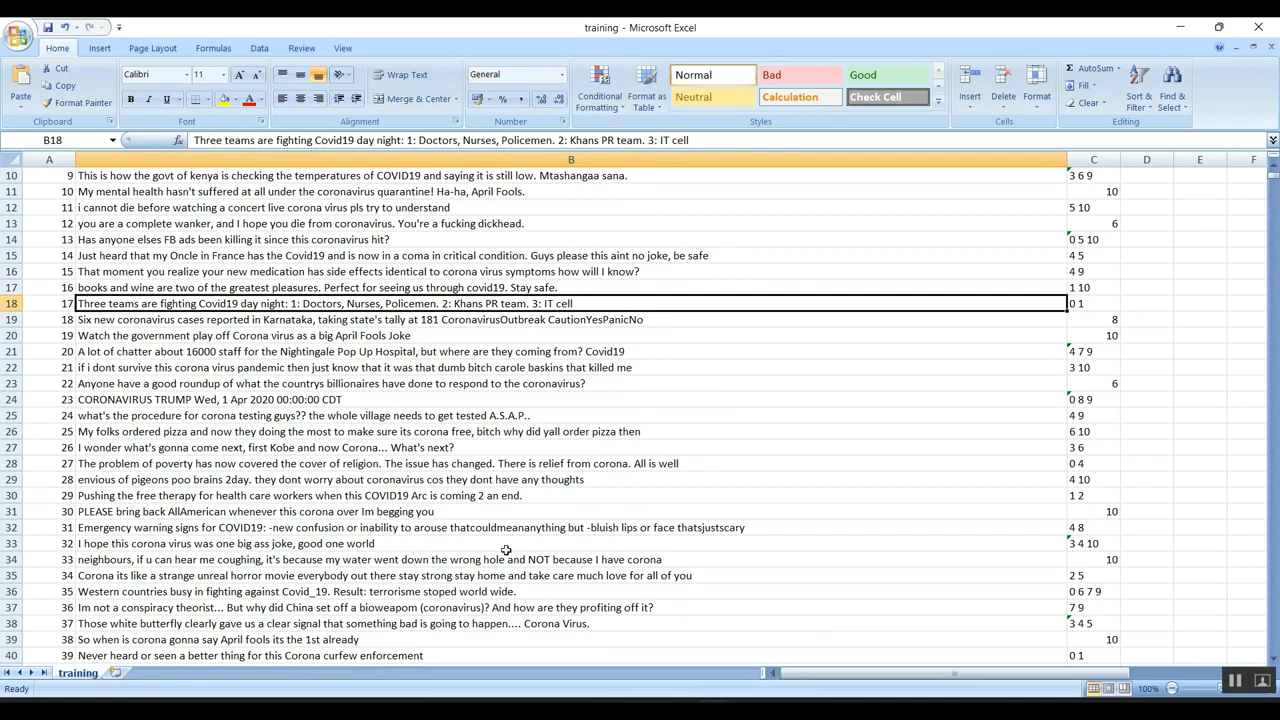 training - Microsoft Excel
Home Insert Page Layout Formulas Data Review View
Paste
Cut
Copy
Format Painter
Clipboard
Calibri 11
B I U
Font
Wrap Text
Merge & Center
Alignment
General
Number
Conditional Formatting
Format as Table
Normal Bad Good
Neutral Calculation Check Cell
Styles
Insert Delete Format
Cells
AutoSum
Fill
Clear
Sort & Filter
Find & Select
Editing
B18 fx Three teams are fighting Covid19 day night: 1: Doctors, Nurses, Policemen. 2: Khans PR team. 3: IT cell
A B C D E F
10 9 This is how the govt of kenya is checking the temperatures of COVID19 and saying it is still low. Mtashangaa sana. 3 6 9
11 10 My mental health hasn't suffered at all under the coronavirus quarantine! Ha-ha, April Fools. 10
12 11 i cannot die before watching a concert live corona virus pls try to understand 5 10
13 12 you are a complete wanker, and I hope you die from coronavirus. You're a fucking dickhead. 6
14 13 Has anyone elses FB ads been killing it since this coronavirus hit? 0 5 10
15 14 Just heard that my Oncle in France has the Covid19 and is now in a coma in critical condition. Guys please this aint no joke, be safe 4 5
16 15 That moment you realize your new medication has side effects identical to corona virus symptoms how will I know? 4 9
17 16 books and wine are two of the greatest pleasures. Perfect for seeing us through covid19. Stay safe. 1 10
18 17 Three teams are fighting Covid19 day night: 1: Doctors, Nurses, Policemen. 2: Khans PR team. 3: IT cell 0 1
19 18 Six new coronavirus cases reported in Karnataka, taking state's tally at 181 CoronavirusOutbreak CautionYesPanicNo 8
20 19 Watch the government play off Corona virus as a big April Fools Joke 10
21 20 A lot of chatter about 16000 staff for the Nightingale Pop Up Hospital, but where are they coming from? Covid19 4 7 9
22 21 if i dont survive this corona virus pandemic then just know that it was that dumb bitch carole baskins that killed me 3 10
23 22 Anyone have a good roundup of what the countrys billionaires have done to respond to the coronavirus? 6
24 23 CORONAVIRUS TRUMP Wed, 1 Apr 2020 00:00:00 CDT 0 8 9
25 24 what's the procedure for corona testing guys?? the whole village needs to get tested A.S.A.P.. 4 9
26 25 My folks ordered pizza and now they doing the most to make sure its corona free, bitch why did yall order pizza then 6 10
27 26 I wonder what's gonna come next, first Kobe and now Corona... What's next? 3 6
28 27 The problem of poverty has now covered the cover of religion. The issue has changed. There is relief from corona. All is well 0 4
29 28 envious of pigeons poo brains 2day. they dont worry about coronavirus cos they dont have any thoughts 4 10
30 29 Pushing the free therapy for health care workers when this COVID19 Arc is coming 2 an end. 1 2
31 30 PLEASE bring back AllAmerican whenever this corona over Im begging you 10
32 31 Emergency warning signs for COVID19: -new confusion or inability to arouse thatcouldmeananything but -bluish lips or face thatsjustscary 4 8
33 32 I hope this corona virus was one big ass joke, good one world 3 4 10
34 33 neighbours, if u can hear me coughing, it's because my water went down the wrong hole and NOT because I have corona 10
35 34 Corona its like a strange unreal horror movie everybody out there stay strong stay home and take care much love for all of you 2 5
36 35 Western countries busy in fighting against Covid_19. Result: terrorisme stoped world wide. 0 6 7 9
37 36 Im not a conspiracy theorist... But why did China set off a bioweapom (coronavirus)? And how are they profiting off it? 7 9
38 37 Those white butterfly clearly gave us a clear signal that something bad is going to happen.... Corona Virus. 3 4 5
39 38 So when is corona gonna say April fools its the 1st already 10
40 39 Never heard or seen a better thing for this Corona curfew enforcement 0 1
training
Ready 100%